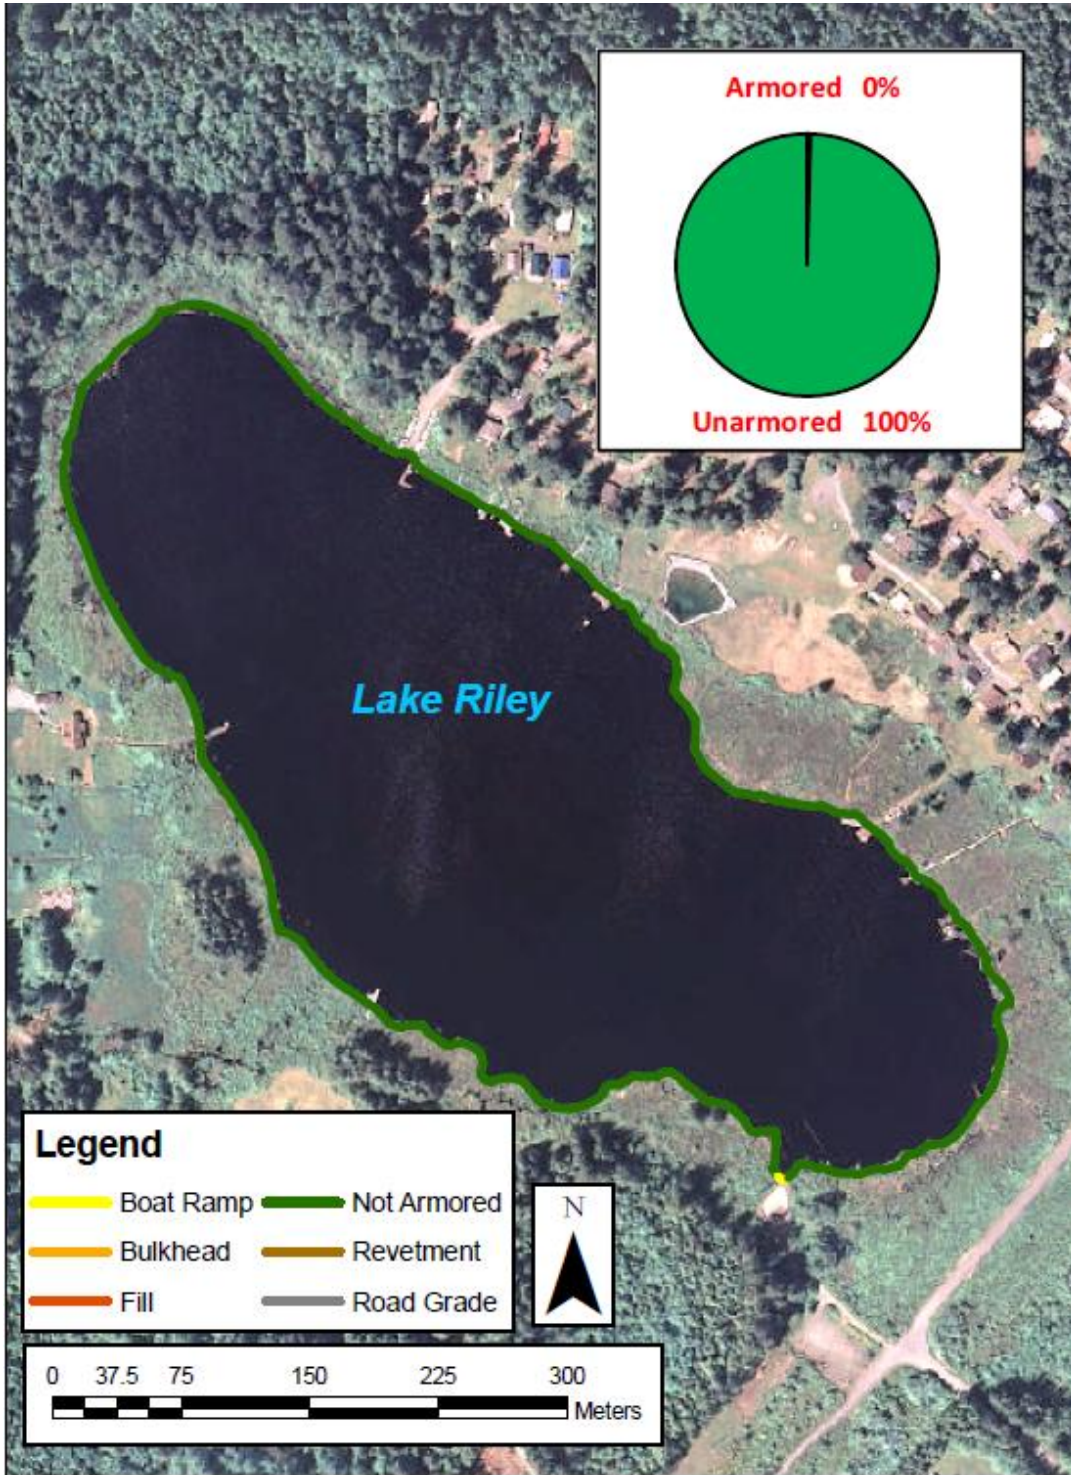 Armored 0%
Unarmored 100%
Lake Riley
Legend
Boat Ramp Not Armored
Bulkhead Revetment
Fill Road Grade
N
0 37.5 75 150 225 300
Meters